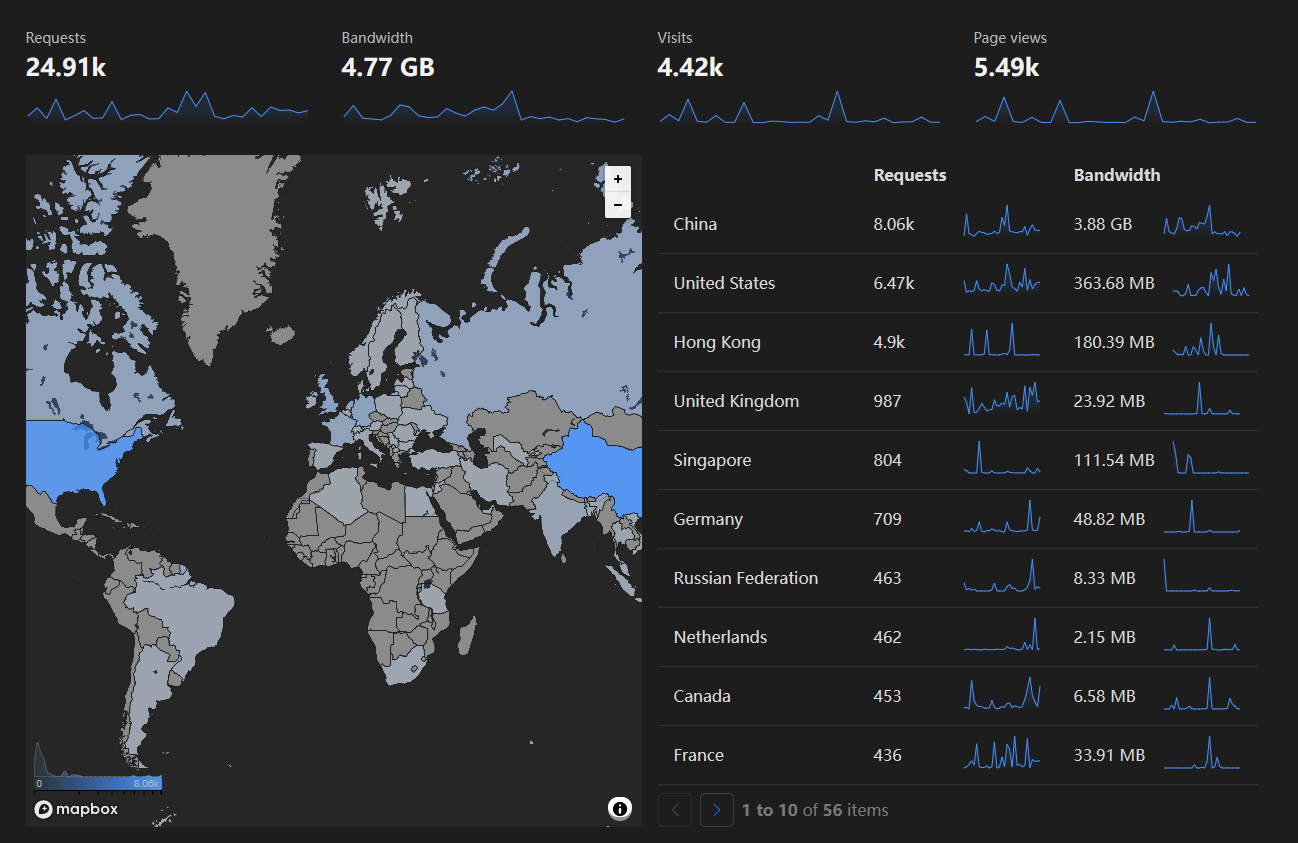 Requests Bandwidth Visits Page views
24.91k 4.77 GB 4.42k 5.49k
+
−
Requests Bandwidth
China 8.06k 3.88 GB
United States 6.47k 363.68 MB
Hong Kong 4.9k 180.39 MB
United Kingdom 987 23.92 MB
Singapore 804 111.54 MB
Germany 709 48.82 MB
Russian Federation 463 8.33 MB
Netherlands 462 2.15 MB
Canada 453 6.58 MB
France 436 33.91 MB
0 8.06k
mapbox
1 to 10 of 56 items